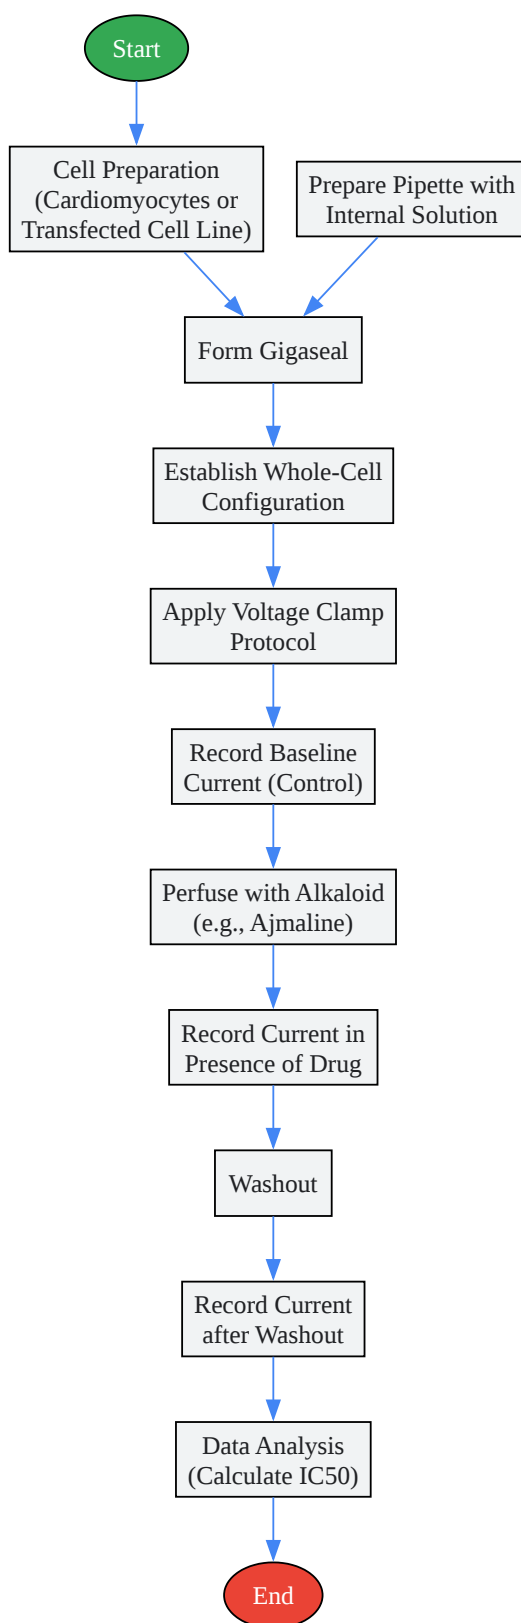 Start
Cell Preparation
(Cardiomyocytes or
Transfected Cell Line)
Prepare Pipette with
Internal Solution
Form Gigaseal
Establish Whole-Cell
Configuration
Apply Voltage Clamp
Protocol
Record Baseline
Current (Control)
Perfuse with Alkaloid
(e.g., Ajmaline)
Record Current in
Presence of Drug
Washout
Record Current
after Washout
Data Analysis
(Calculate IC50)
End